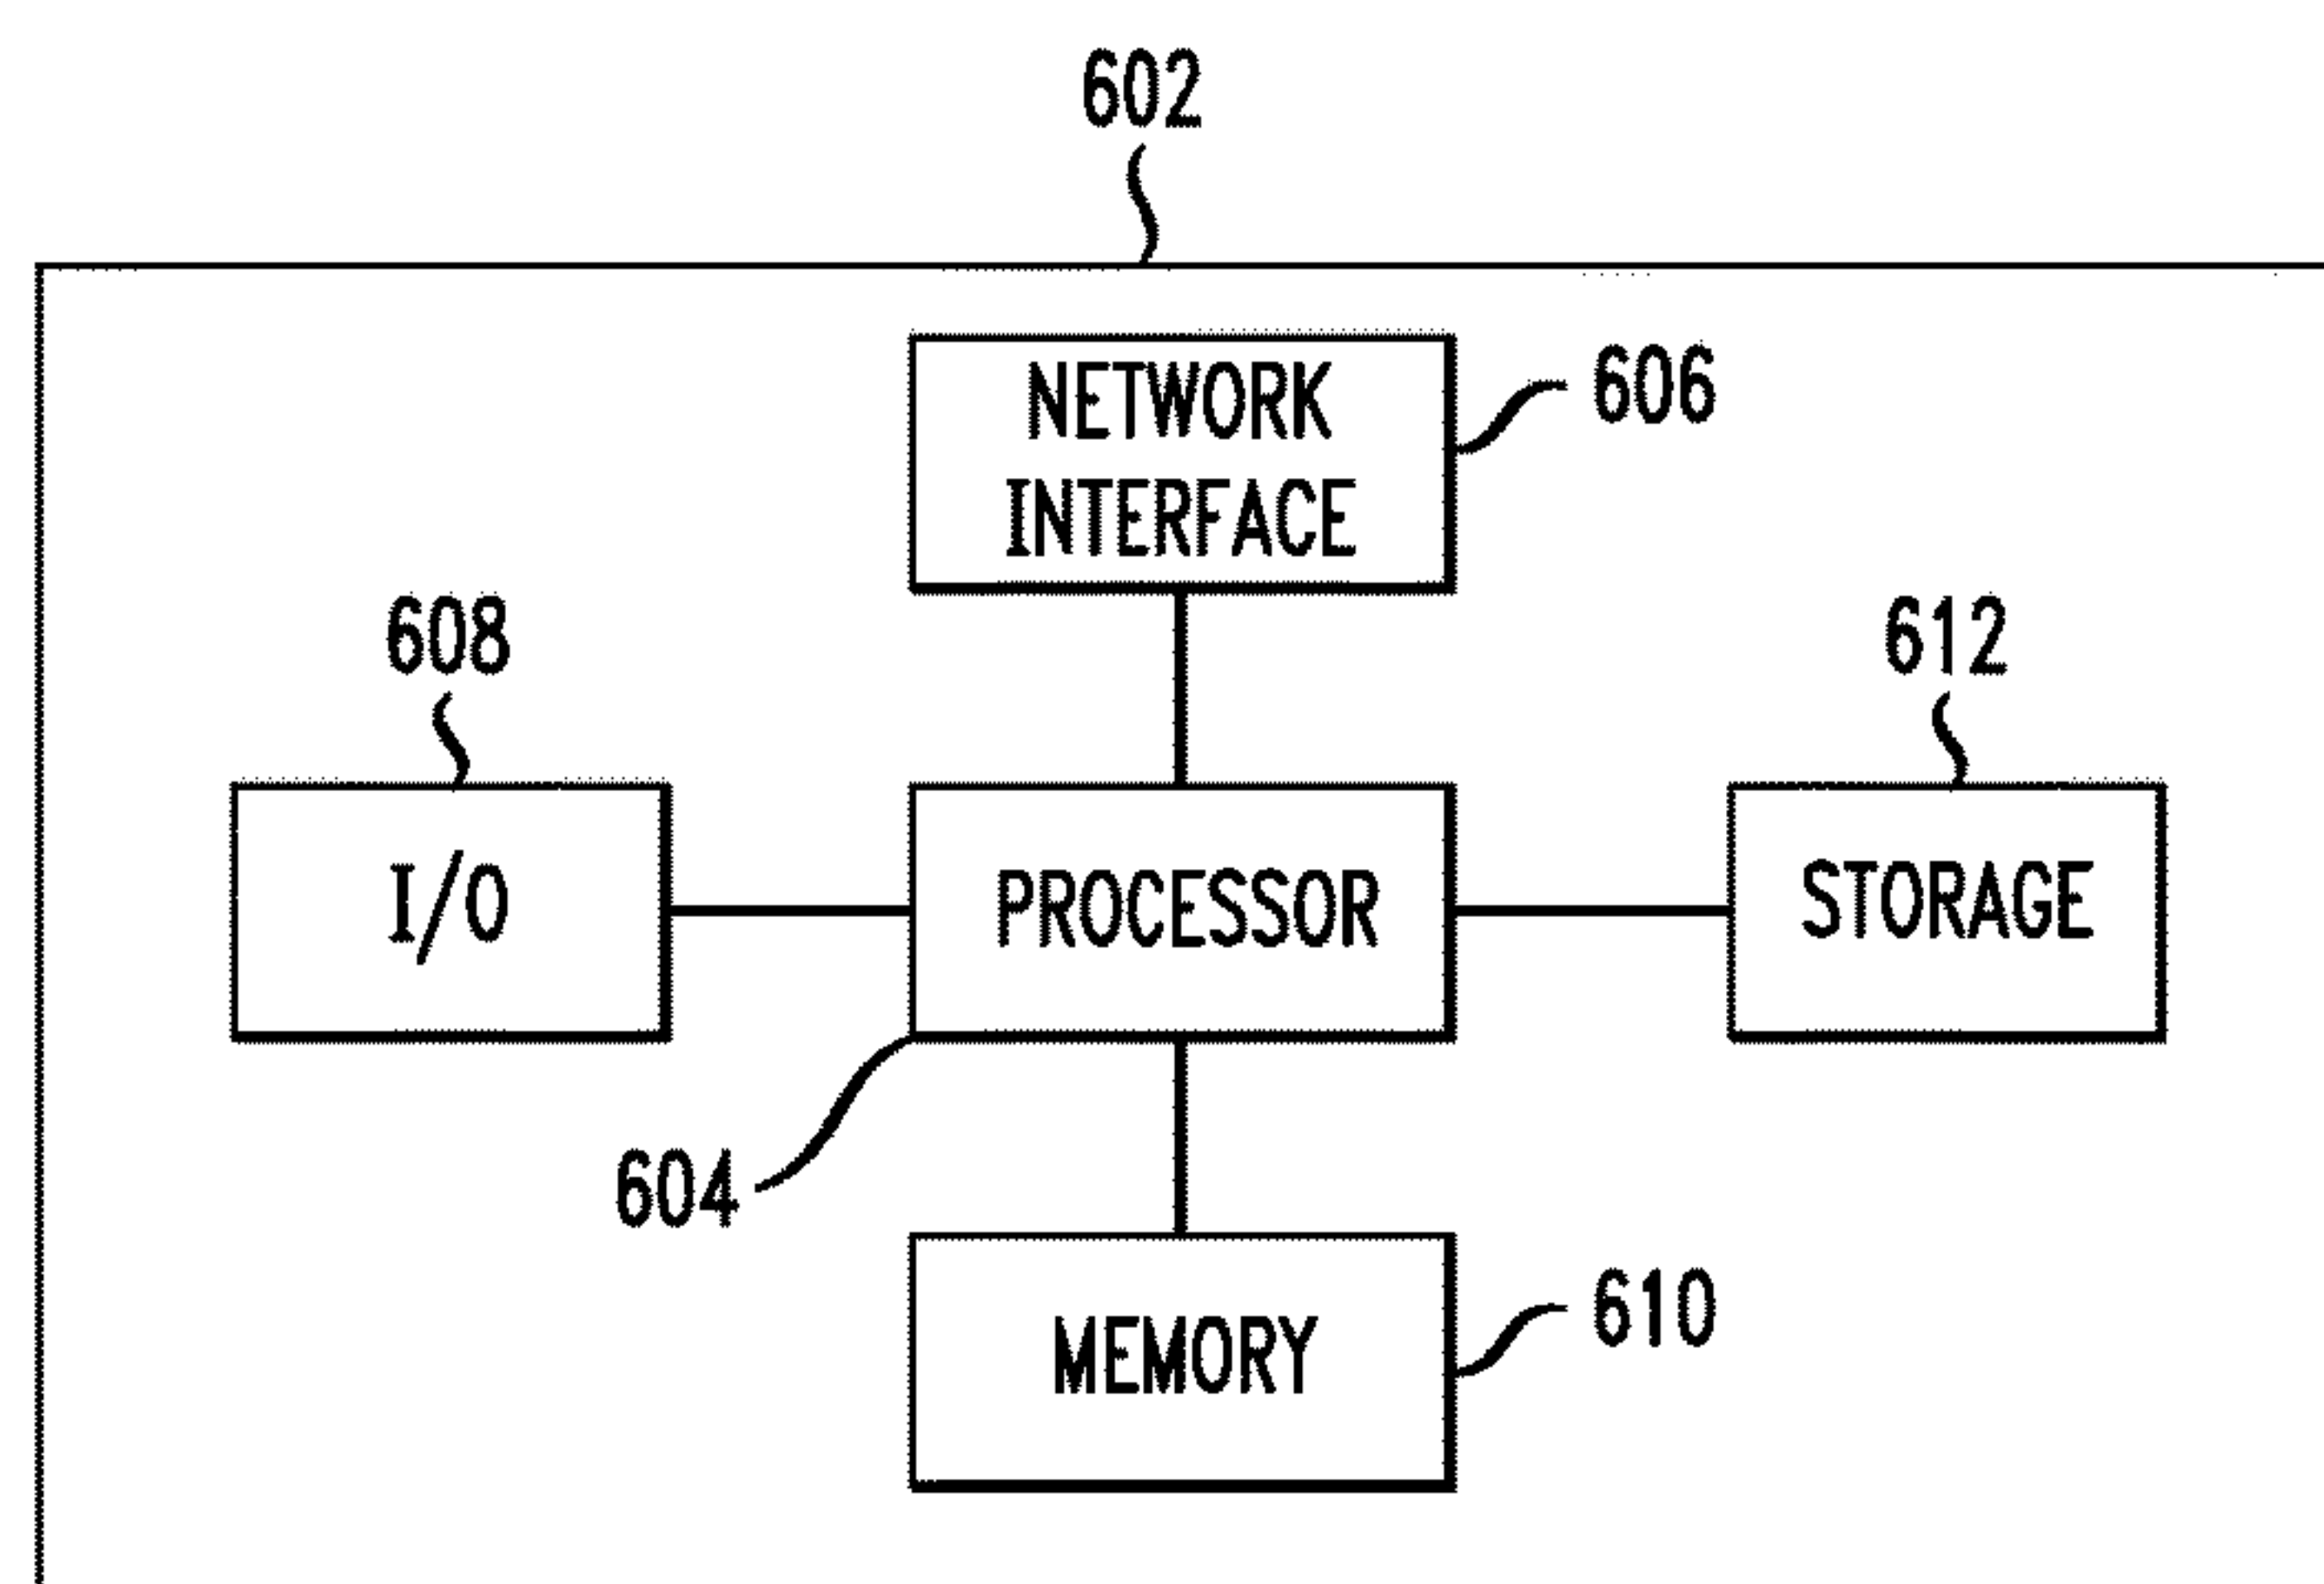 602
NETWORK
INTERFACE
606
608
612
I/O
PROCESSOR
STORAGE
604
MEMORY
610